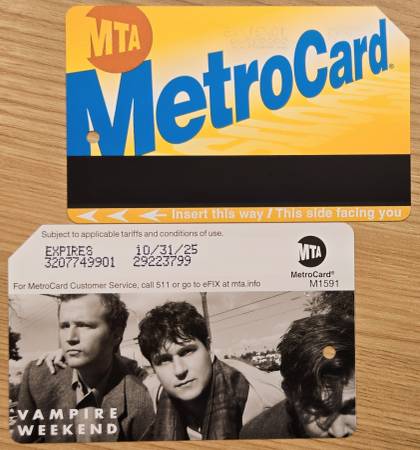 MTA
MetroCard®
Insert this way / This side facing you
Subject to applicable tariffs and conditions of use.
EXPIRES 10/31/25
3207749901 29223799
MTA
MetroCard®
M1591
For MetroCard Customer Service, call 511 or go to eFIX at mta.info
VAMPIRE
WEEKEND